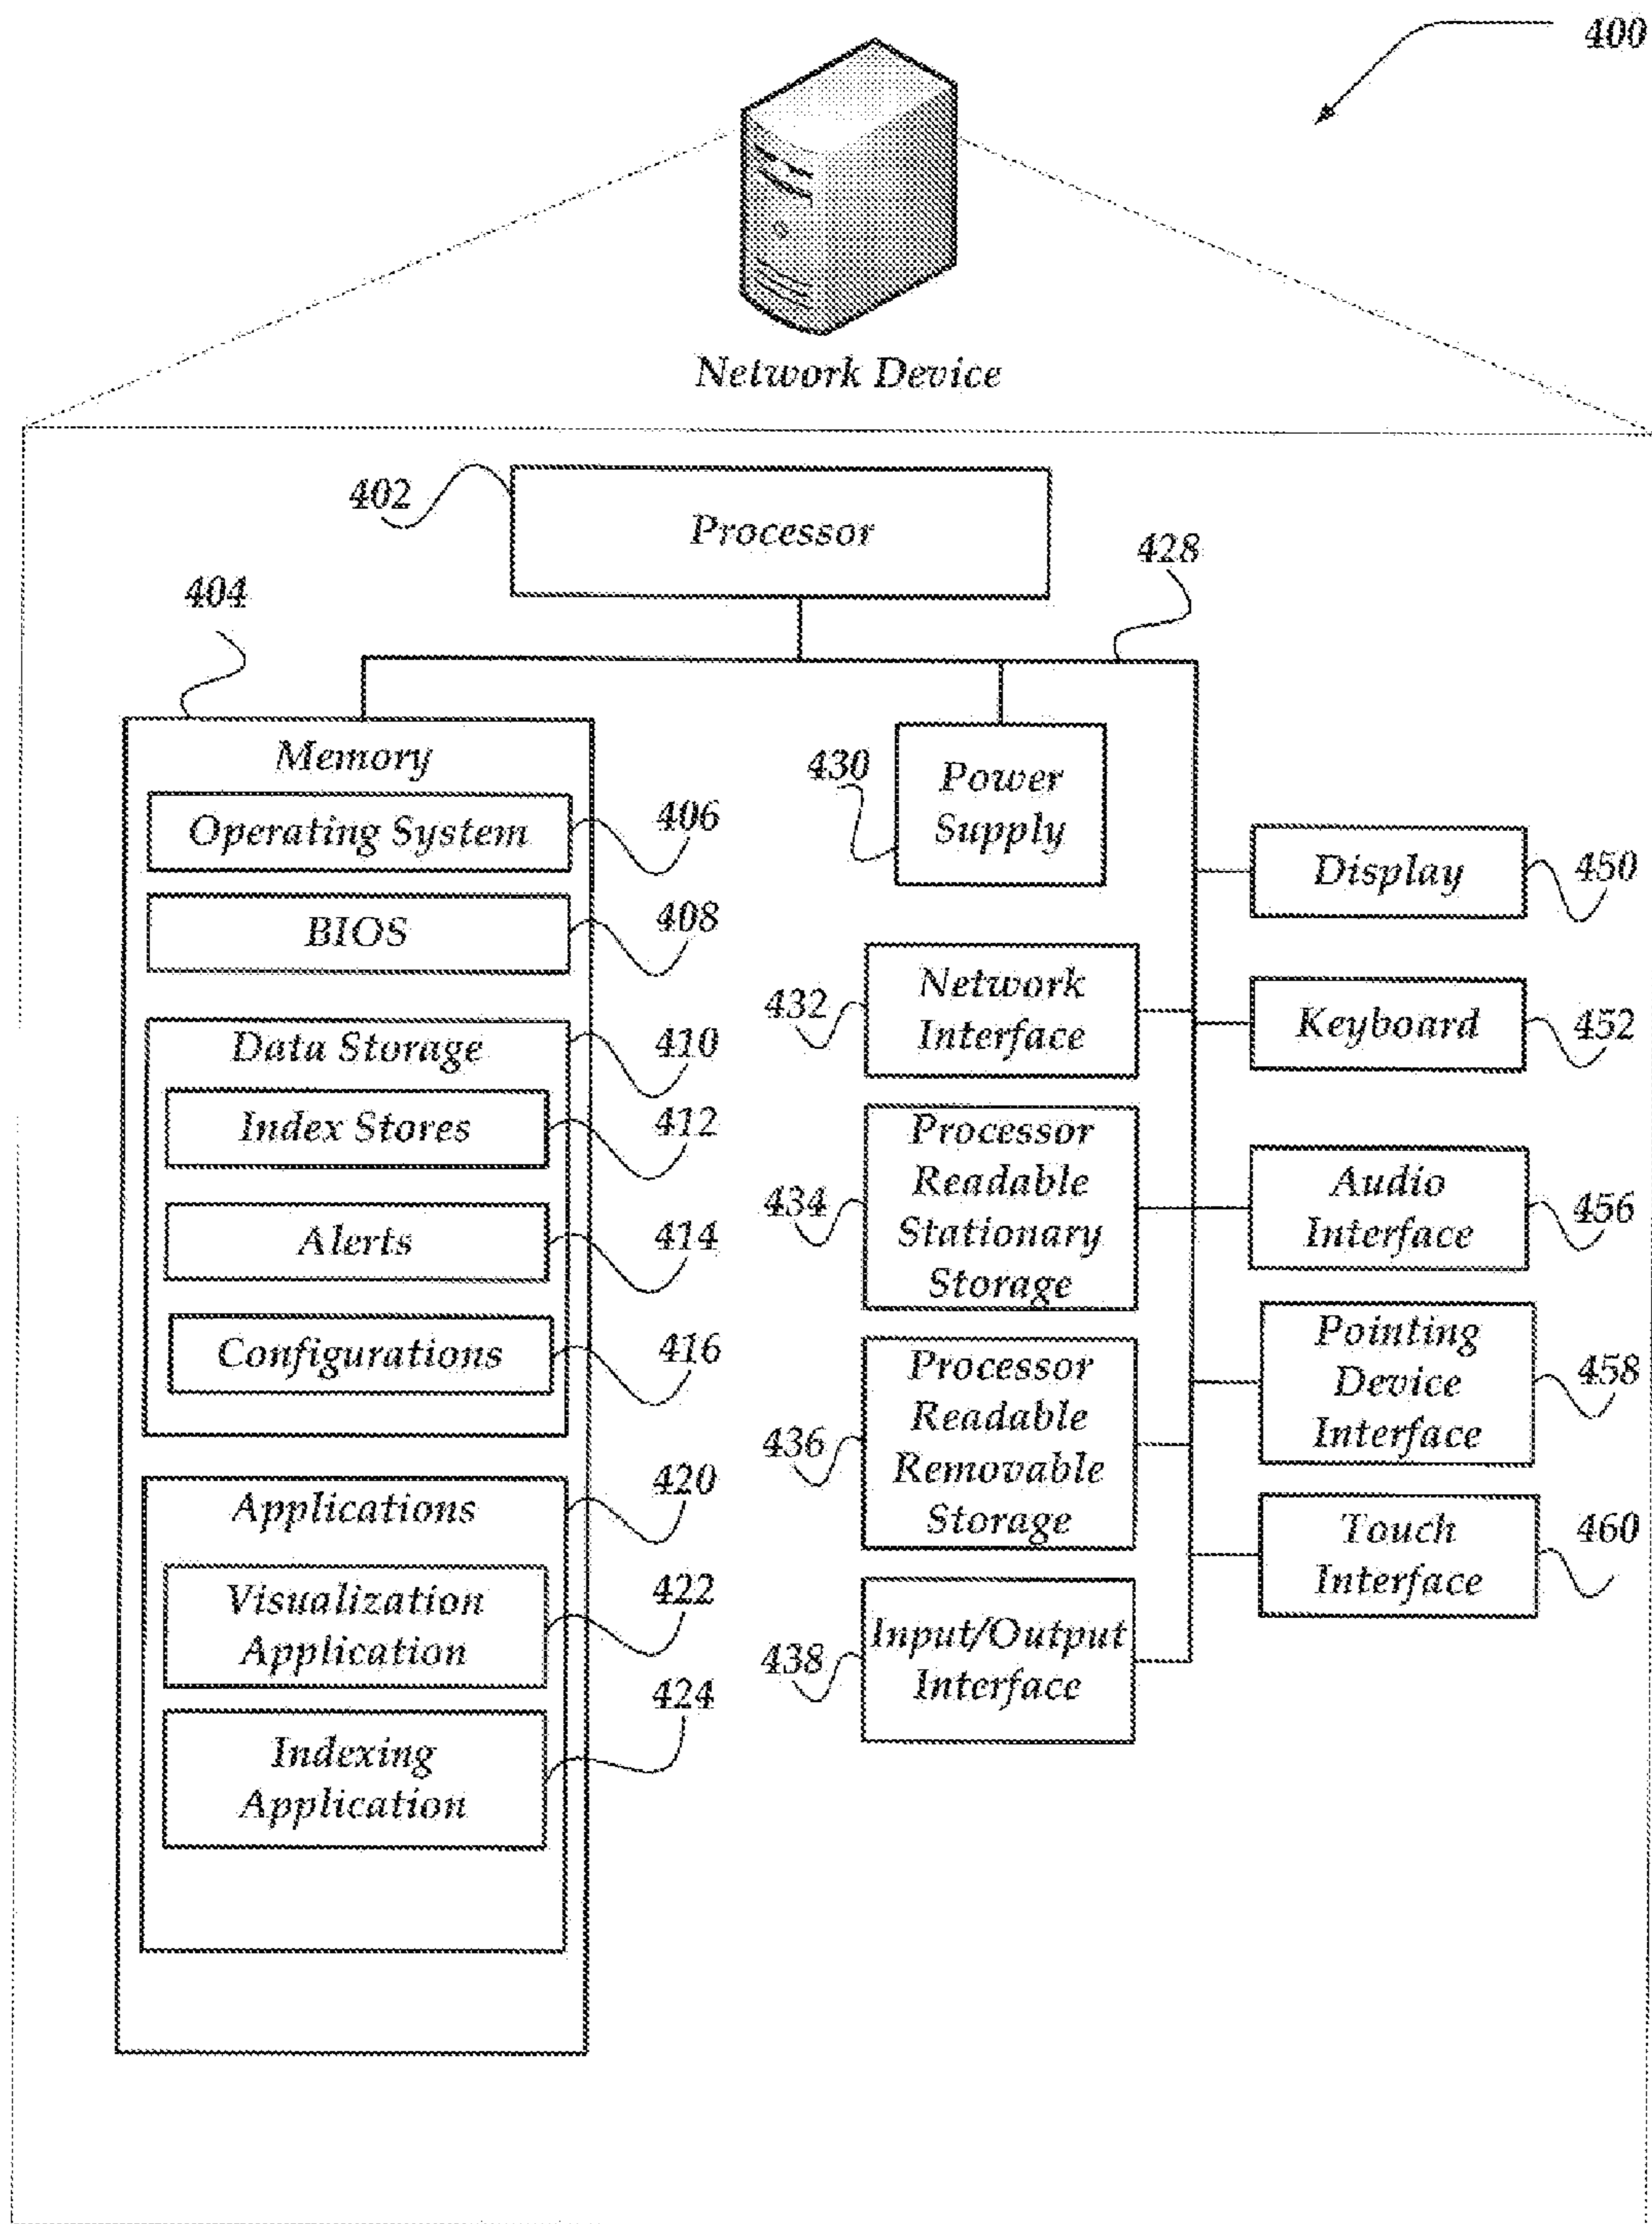 400
Network Device
402
Processor
428
404
Memory
Operating System
406
BIOS
408
Data Storage
410
Index Stores
412
Alerts
414
Configurations
416
Applications
420
Visualization
Application
422
Indexing
Application
424
430
Power
Supply
432
Network
Interface
434
Processor
Readable
Stationary
Storage
436
Processor
Readable
Removable
Storage
438
Input/Output
Interface
Display
450
Keyboard
452
Audio
Interface
456
Pointing
Device
Interface
458
Touch
Interface
460